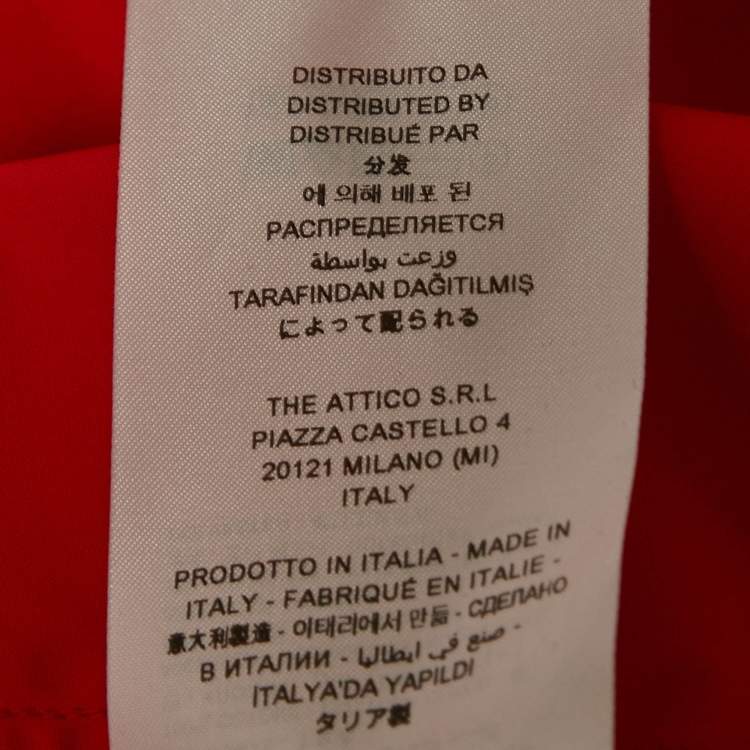 DISTRIBUITO DA
DISTRIBUTED BY
DISTRIBUÉ PAR
分发
에 의해 배포 된
РАСПРЕДЕЛЯЕТСЯ
وزعت بواسطة
TARAFINDAN DAĞITILMIŞ
によって配られる
THE ATTICO S.R.L
PIAZZA CASTELLO 4
20121 MILANO (MI)
ITALY
PRODOTTO IN ITALIA - MADE IN
ITALY - FABRIQUÉ EN ITALIE -
意大利製造 - 이태리에서 만듦 - СДЕЛАНО
В ИТАЛИИ - صنع في ايطاليا -
İTALYA'DA YAPILDI
タリア製